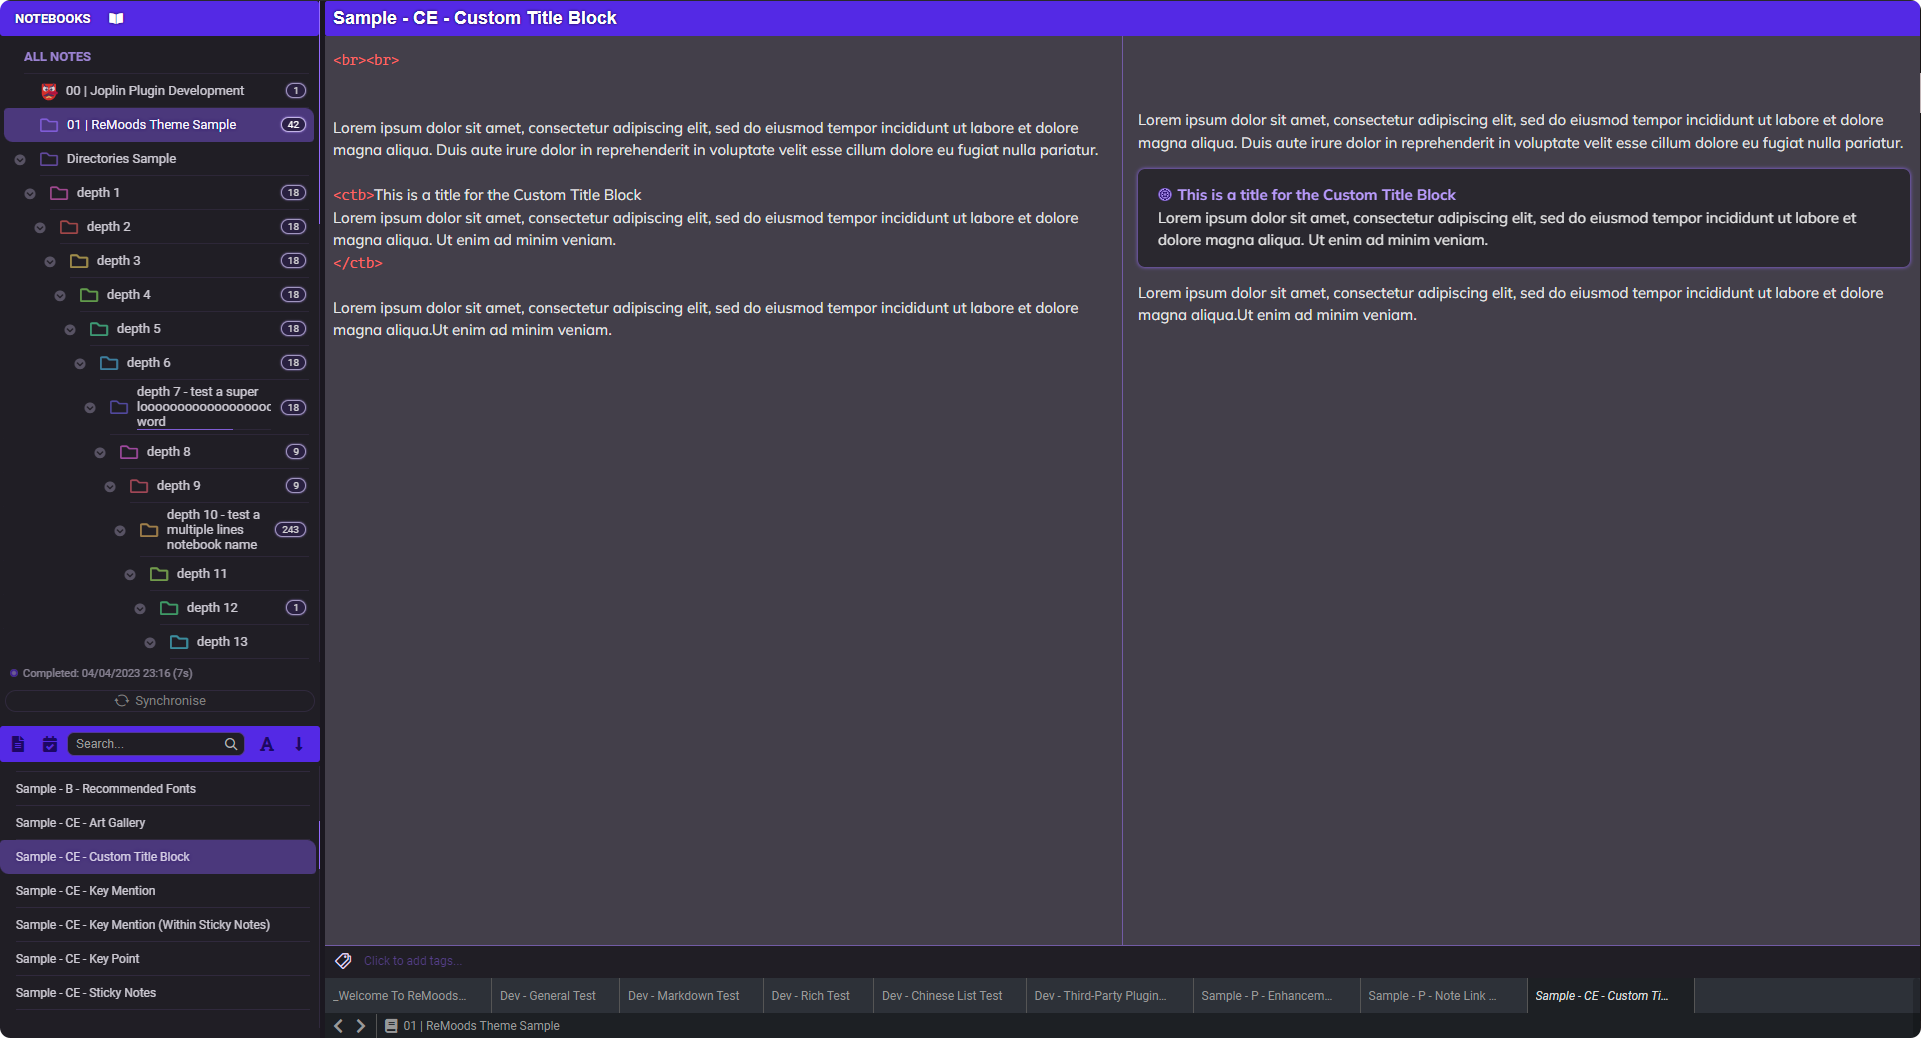 NOTEBOOKS
ALL NOTES
00 | Joplin Plugin Development 1
01 | ReMoods Theme Sample 42
Directories Sample
depth 1 18
depth 2 18
depth 3 18
depth 4 18
depth 5 18
depth 6 18
depth 7 - test a super
word
18
depth 8 9
depth 9 9
depth 10 - test a
multiple lines
notebook name
243
depth 11
depth 12 1
depth 13
Completed: 04/04/2023 23:16 (7s)
Synchronise
Search...
A
Sample - B - Recommended Fonts
Sample - CE - Art Gallery
Sample - CE - Custom Title Block
Sample - CE - Key Mention
Sample - CE - Key Mention (Within Sticky Notes)
Sample - CE - Key Point
Sample - CE - Sticky Notes
Sample - CE - Custom Title Block
<br><br>
Lorem ipsum dolor sit amet, consectetur adipiscing elit, sed do eiusmod tempor incididunt ut labore et dolore
magna aliqua. Duis aute irure dolor in reprehenderit in voluptate velit esse cillum dolore eu fugiat nulla pariatur.
<ctb>This is a title for the Custom Title Block
Lorem ipsum dolor sit amet, consectetur adipiscing elit, sed do eiusmod tempor incididunt ut labore et dolore
magna aliqua. Ut enim ad minim veniam.
</ctb>
Lorem ipsum dolor sit amet, consectetur adipiscing elit, sed do eiusmod tempor incididunt ut labore et dolore
magna aliqua.Ut enim ad minim veniam.
Lorem ipsum dolor sit amet, consectetur adipiscing elit, sed do eiusmod tempor incididunt ut labore et dolore
magna aliqua. Duis aute irure dolor in reprehenderit in voluptate velit esse cillum dolore eu fugiat nulla pariatur.
This is a title for the Custom Title Block
Lorem ipsum dolor sit amet, consectetur adipiscing elit, sed do eiusmod tempor incididunt ut labore et
dolore magna aliqua. Ut enim ad minim veniam.
Lorem ipsum dolor sit amet, consectetur adipiscing elit, sed do eiusmod tempor incididunt ut labore et dolore
magna aliqua.Ut enim ad minim veniam.
Click to add tags...
_Welcome To ReMoods...
Dev - General Test
Dev - Markdown Test
Dev - Rich Test
Dev - Chinese List Test
Dev - Third-Party Plugin...
Sample - P - Enhancem...
Sample - P - Note Link ...
Sample - CE - Custom Ti...
01 | ReMoods Theme Sample